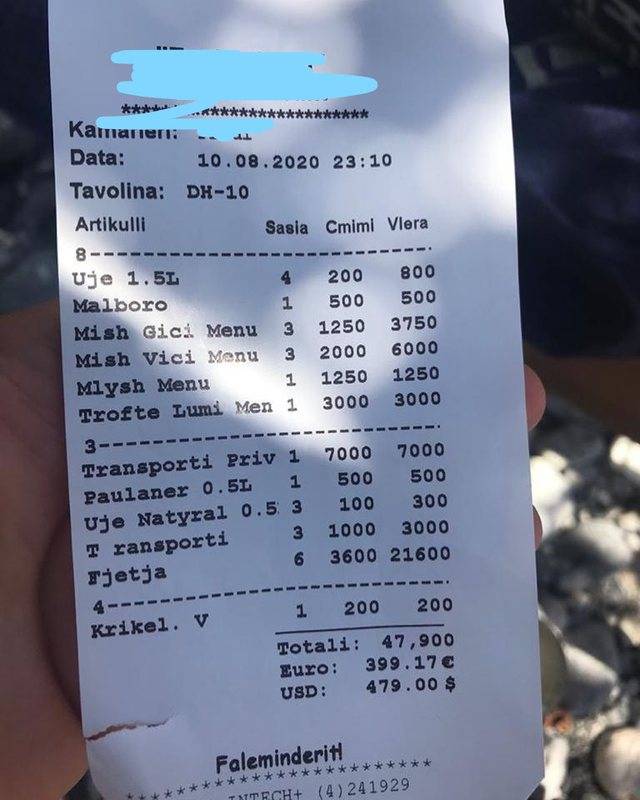 *************************
Kamarieri:
Data: 10.08.2020 23:10
Tavolina: DH-10
Artikulli Sasia Cmimi Vlera
8--------------------------------
Uje 1.5L 4 200 800
Malboro 1 500 500
Mish Gici Menu 3 1250 3750
Mish Vici Menu 3 2000 6000
Mlysh Menu 1 1250 1250
Trofte Lumi Men 1 3000 3000
3--------------------------------
Transporti Priv 1 7000 7000
Paulaner 0.5L 1 500 500
Uje Natyral 0.5 3 100 300
T ransporti 3 1000 3000
Fjetja 6 3600 21600
4--------------------------------
Krikel. V 1 200 200
Totali: 47,900
Euro: 399.17€
USD: 479.00 $
Faleminderit!
*************************
INTECH+ (4)241929